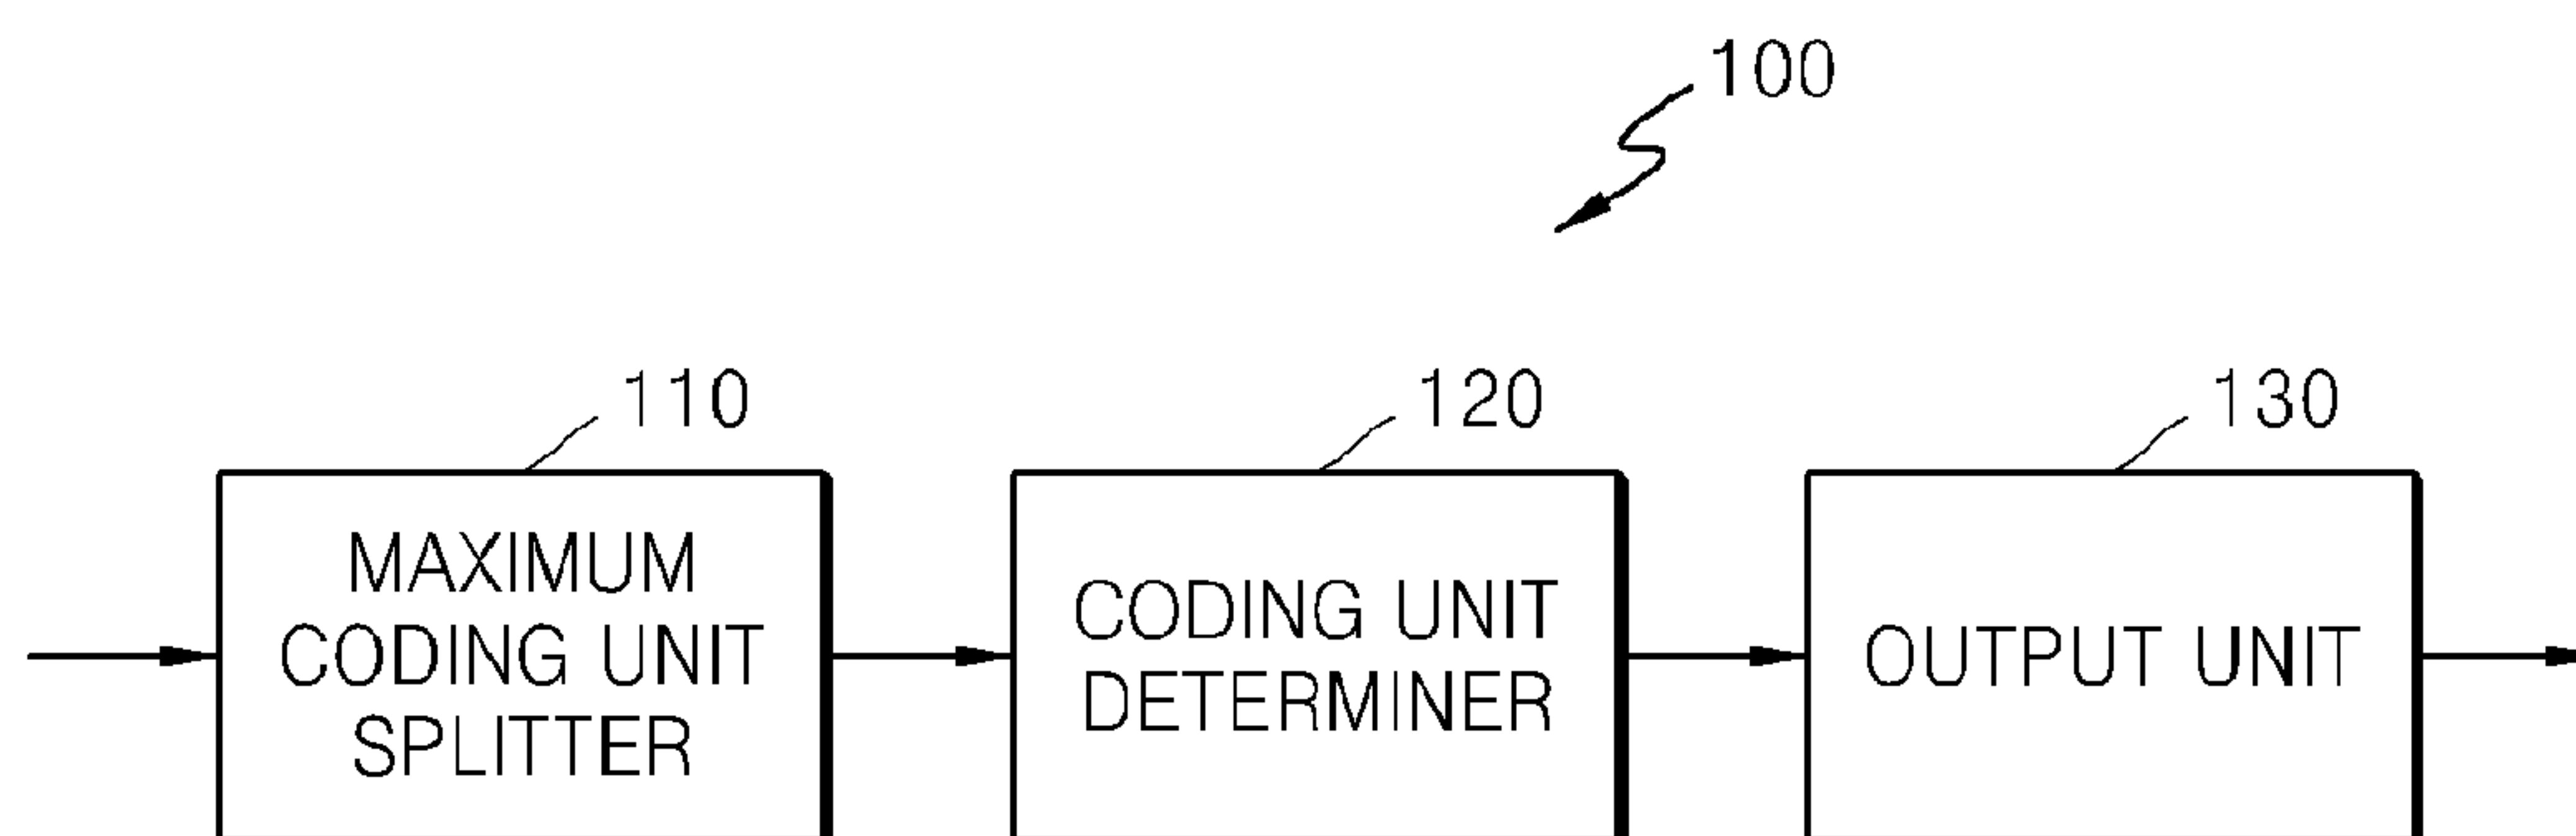 100
110
120
130
MAXIMUM
CODING UNIT
SPLITTER
CODING UNIT
DETERMINER
OUTPUT UNIT